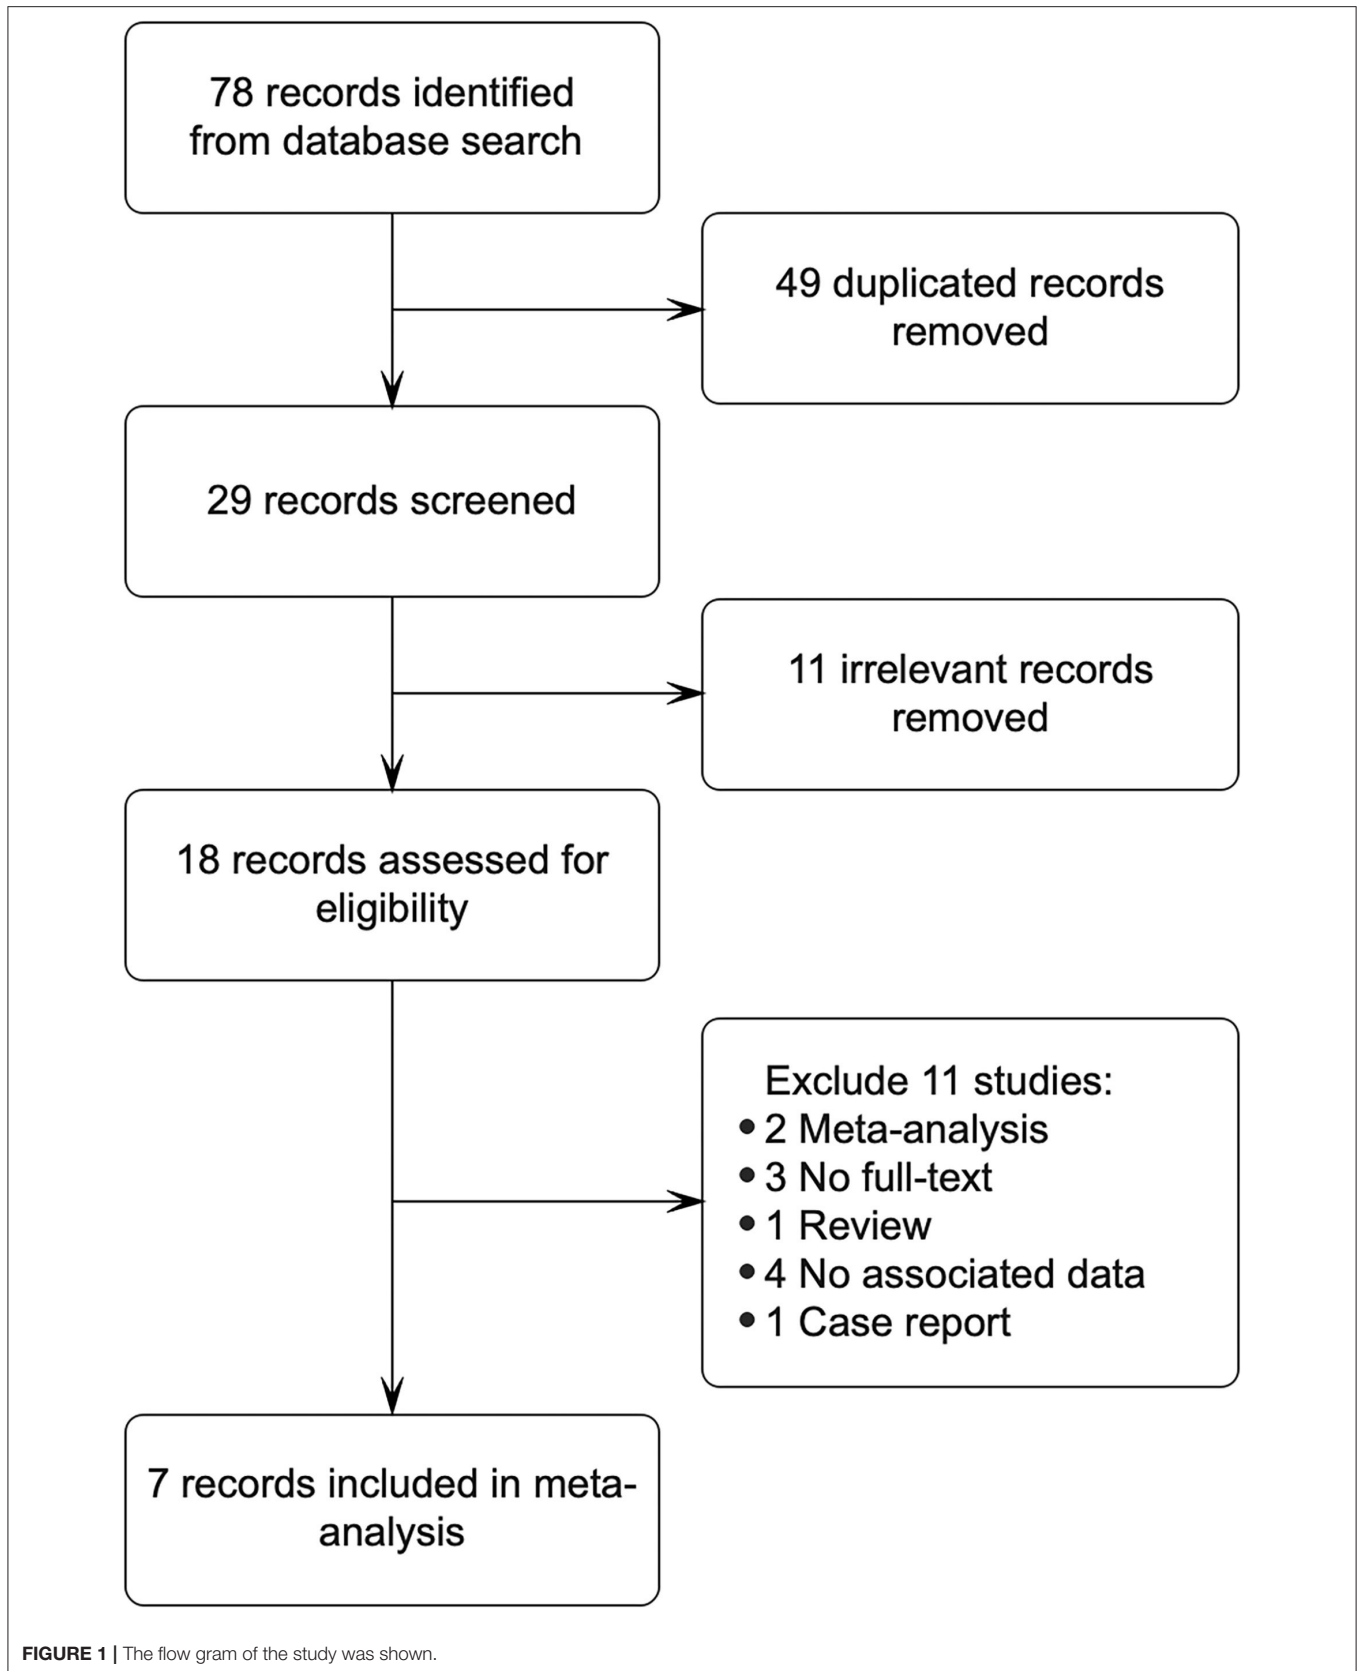 78 records identified
from database search
49 duplicated records
removed
29 records screened
11 irrelevant records
removed
18 records assessed for
eligibility
Exclude 11 studies:
• 2 Meta-analysis
• 3 No full-text
• 1 Review
• 4 No associated data
• 1 Case report
7 records included in meta-
analysis
FIGURE 1 | The flow gram of the study was shown.